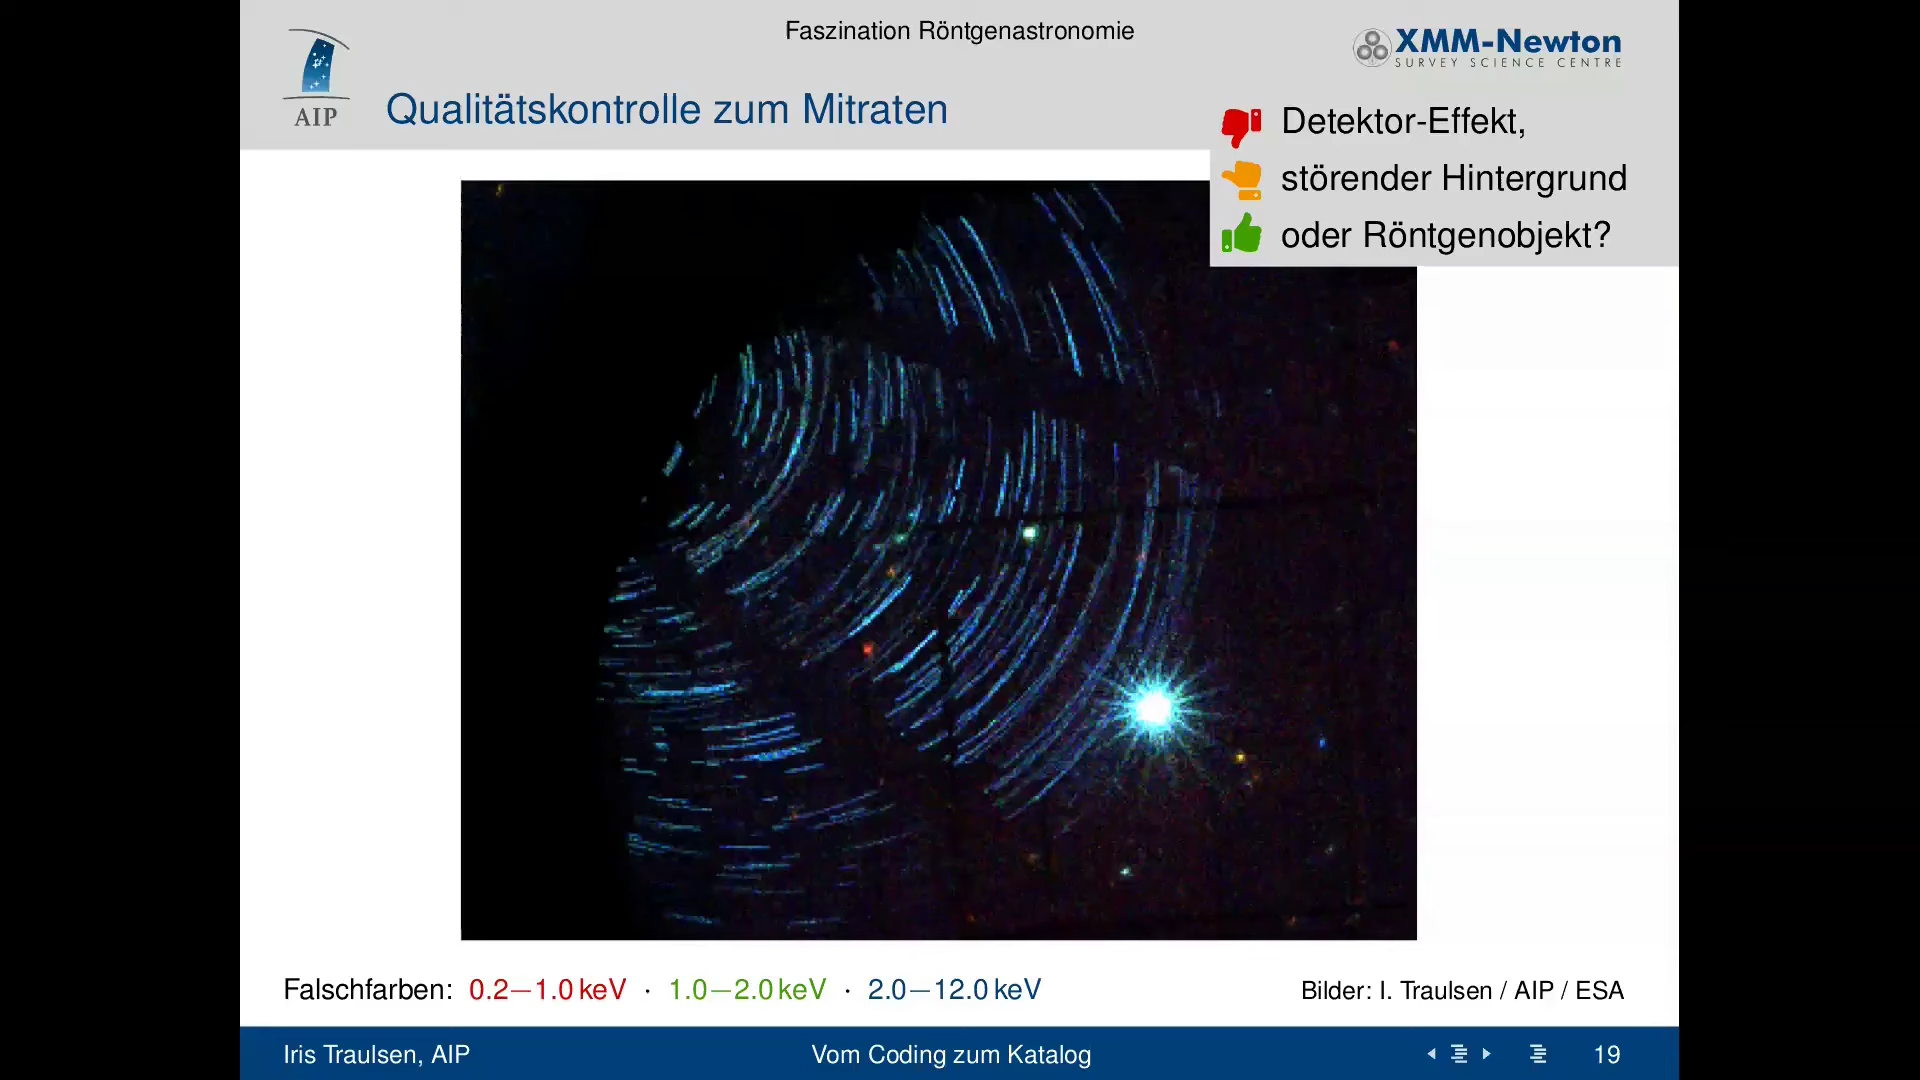 Faszination Röntgenastronomie
XMM-Newton
SURVEY SCIENCE CENTRE
AIP
Qualitätskontrolle zum Mitraten
Detektor-Effekt,
störender Hintergrund
oder Röntgenobjekt?
Falschfarben: 0.2—1.0 keV · 1.0—2.0 keV · 2.0—12.0 keV
Bilder: I. Traulsen / AIP / ESA
Iris Traulsen, AIP
Vom Coding zum Katalog
19